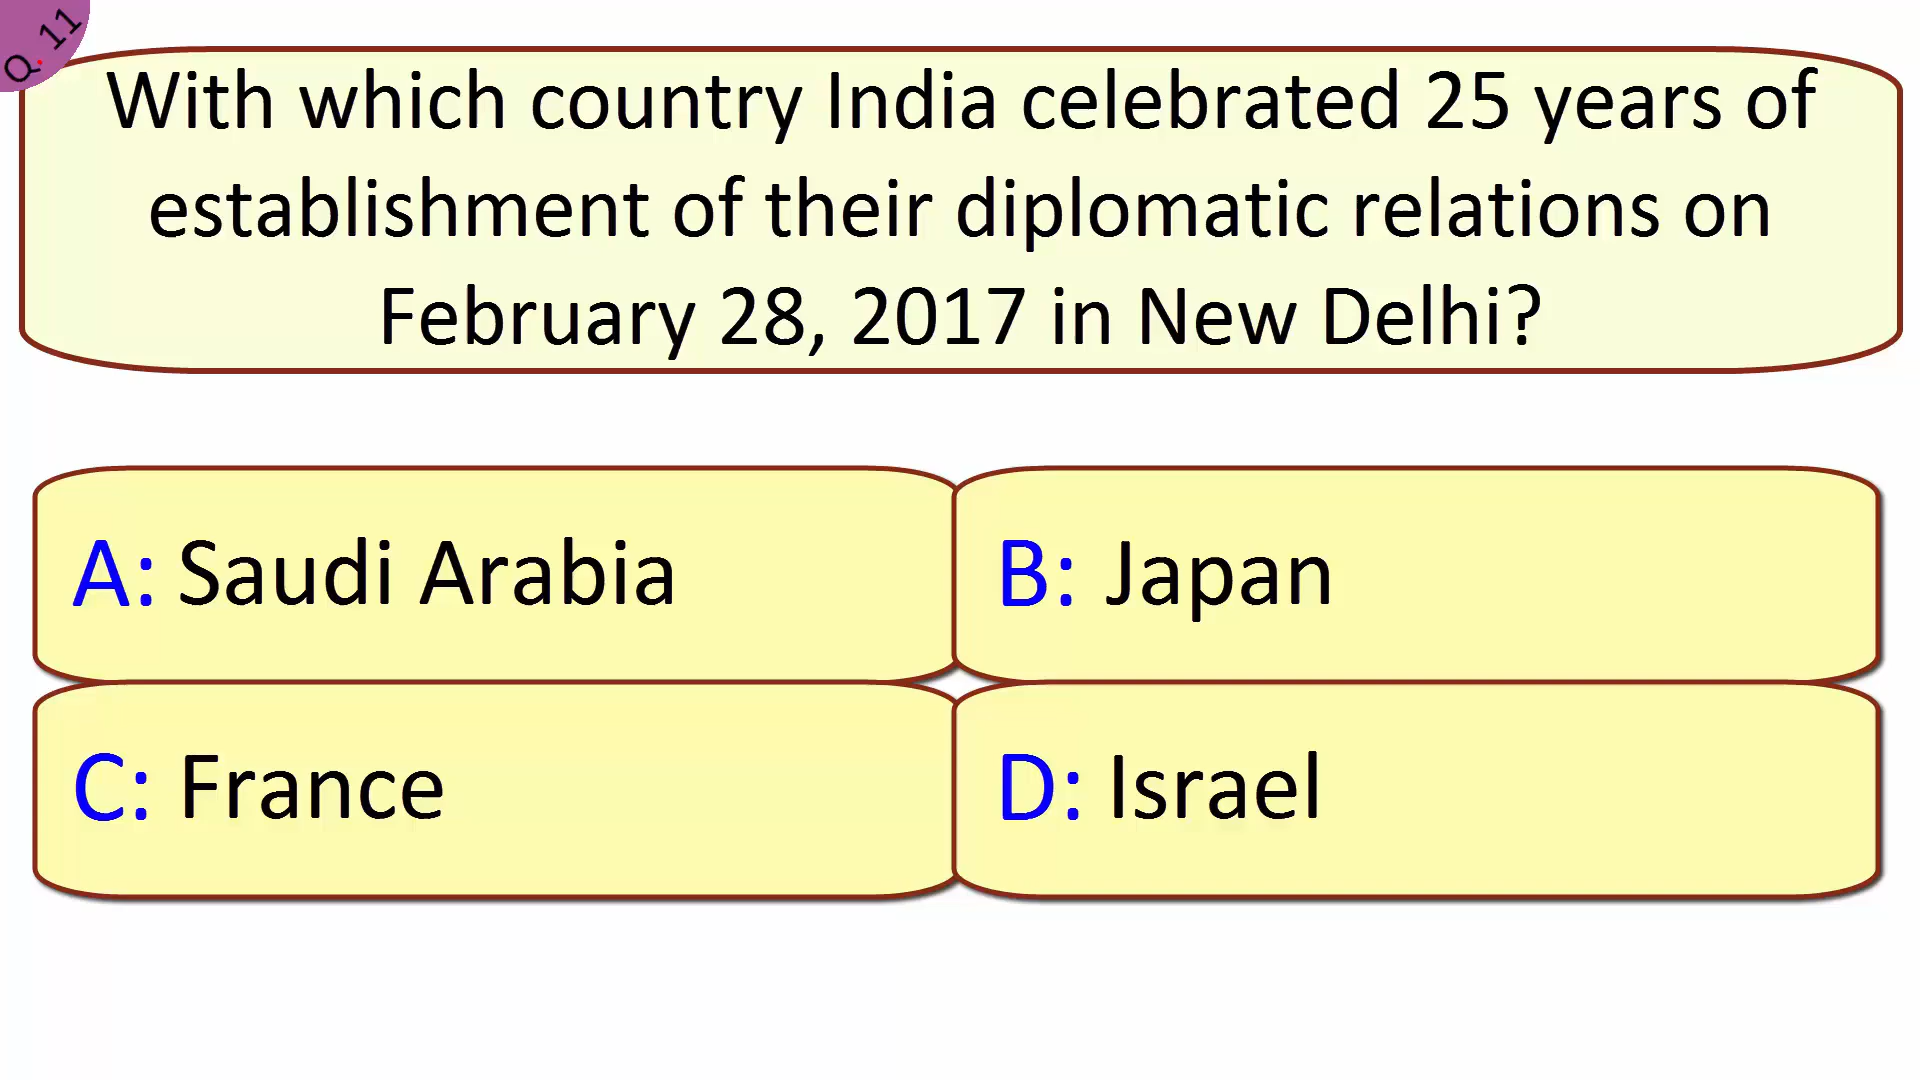 Q. 11
With which country India celebrated 25 years of
establishment of their diplomatic relations on
February 28, 2017 in New Delhi?
A: Saudi Arabia
B: Japan
C: France
D: Israel